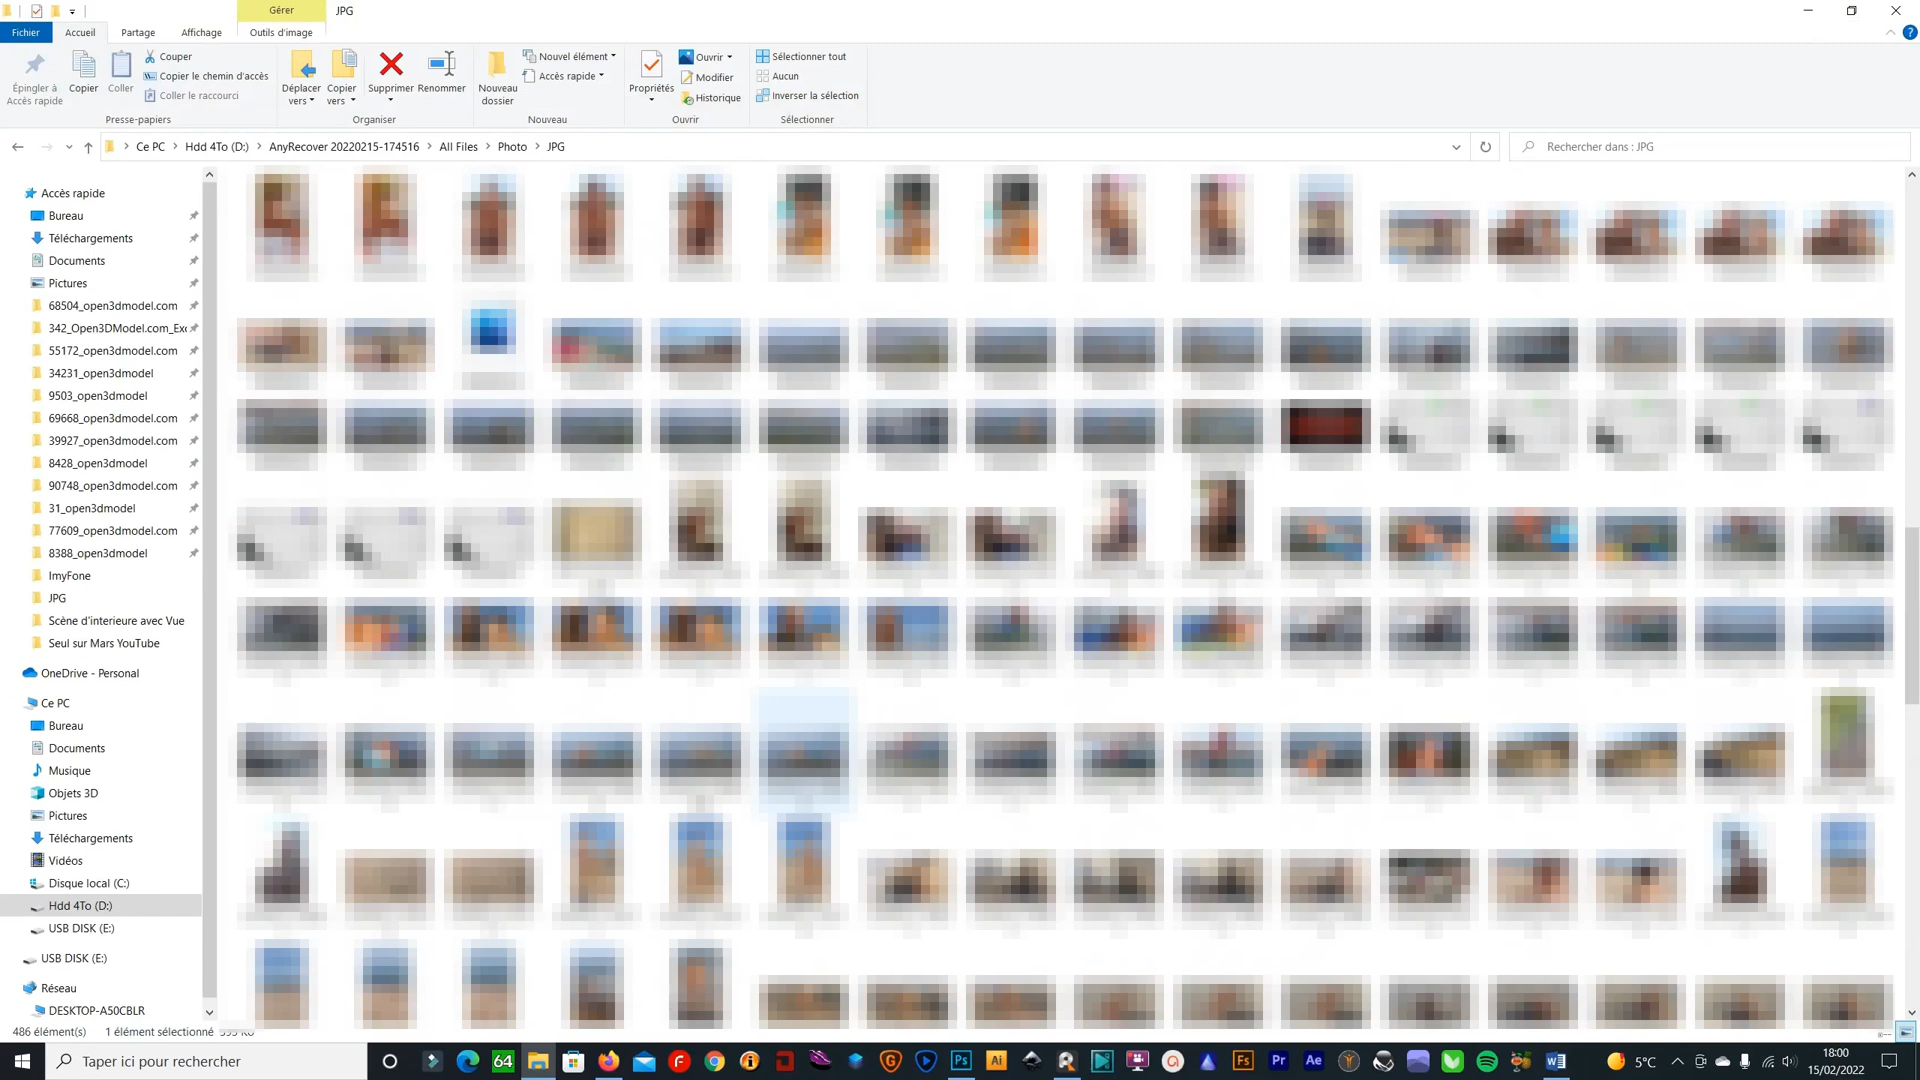 Gérer
JPG
Fichier
Accueil
Partage
Affichage
Outils d'image
Épingler à
Accès rapide
Copier
Coller
Couper
Copier le chemin d'accès
Coller le raccourci
Presse-papiers
Déplacer
vers
Copier
vers
Supprimer
Renommer
Organiser
Nouveau
dossier
Nouvel élément
Accès rapide
Nouveau
Propriétés
Ouvrir
Modifier
Historique
Ouvrir
Sélectionner tout
Aucun
Inverser la sélection
Sélectionner
Ce PC > Hdd 4To (D:) > AnyRecover 20220215-174516 > All Files > Photo > JPG
Rechercher dans : JPG
Accès rapide
Bureau
Téléchargements
Documents
Pictures
68504_open3dmodel.com
342_Open3DModel.com_Exc
55172_open3dmodel.com
34231_open3dmodel
9503_open3dmodel
69668_open3dmodel.com
39927_open3dmodel.com
8428_open3dmodel
90748_open3dmodel.com
31_open3dmodel
77609_open3dmodel.com
8388_open3dmodel
ImyFone
JPG
Scène d'interieure avec Vue
Seul sur Mars YouTube
OneDrive - Personal
Ce PC
Bureau
Documents
Musique
Objets 3D
Pictures
Téléchargements
Vidéos
Disque local (C:)
Hdd 4To (D:)
USB DISK (E:)
USB DISK (E:)
Réseau
DESKTOP-A50CBLR
486 élément(s) 1 élément sélectionné
Taper ici pour rechercher
64
Ps
Ai
Fs
Pr
Ae
5°C
18:00
15/02/2022